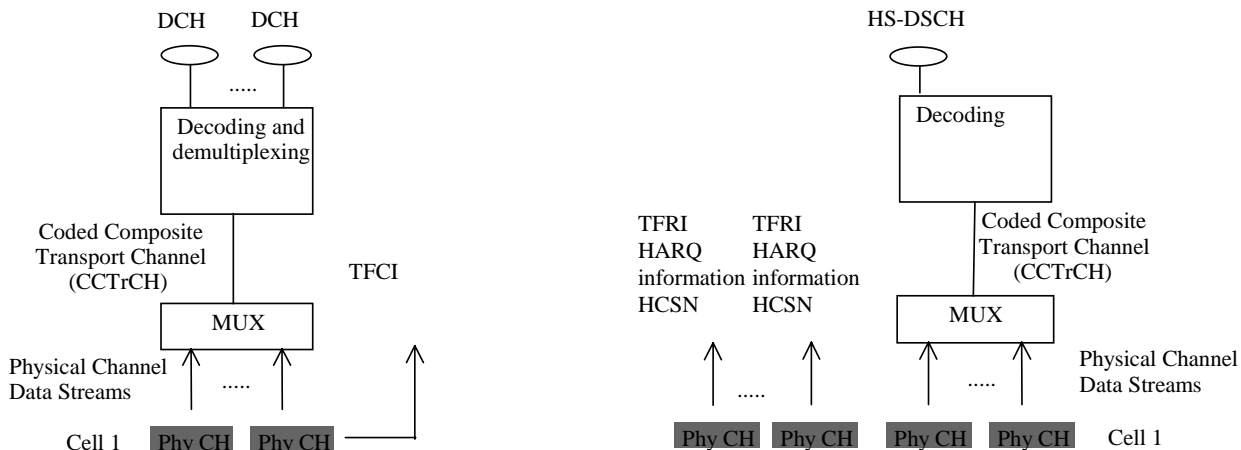 DCH DCH
.....
Decoding and
demultiplexing
Coded Composite
Transport Channel
(CCTrCH)
TFCI
MUX
Physical Channel
Data Streams
.....
Cell 1 Phy CH Phy CH
HS-DSCH
Decoding
TFRI
HARQ
information
HCSN
TFRI
HARQ
information
HCSN
Coded Composite
Transport Channel
(CCTrCH)
MUX
Physical Channel
Data Streams
.....
.....
Phy CH Phy CH Phy CH Phy CH Cell 1